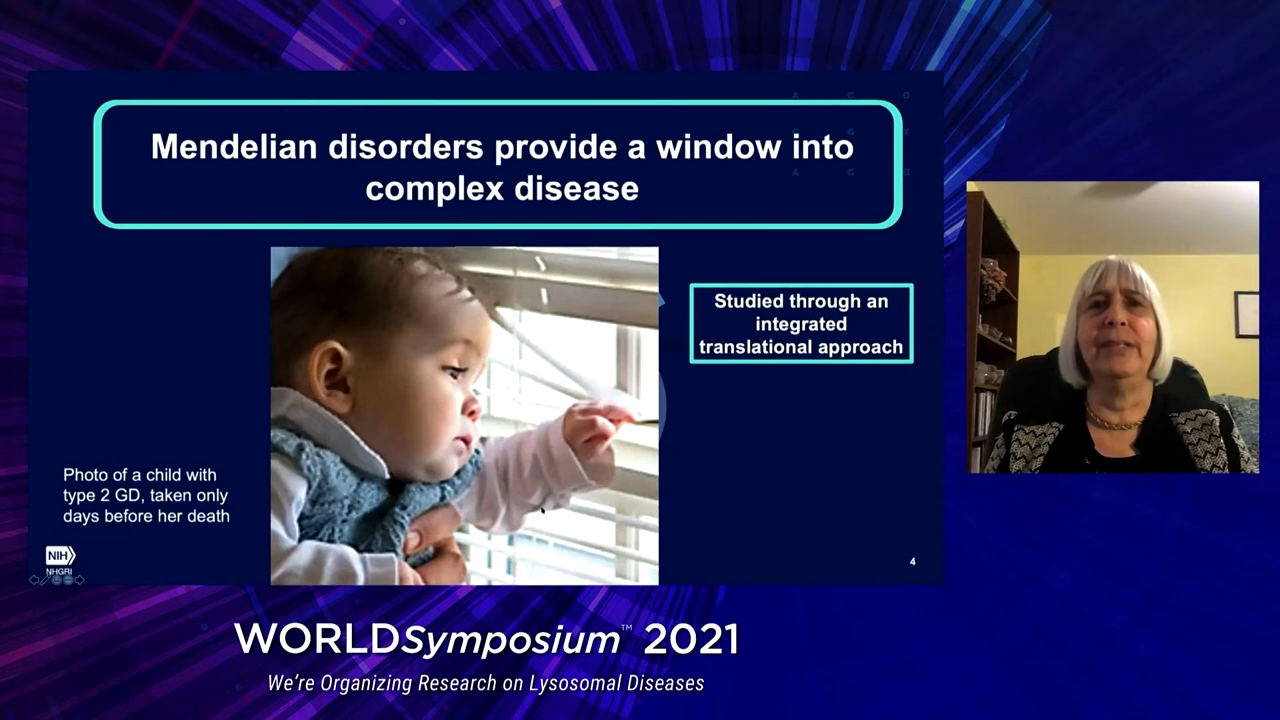 Mendelian disorders provide a window into
complex disease
Studied through an
integrated
translational approach
Photo of a child with
type 2 GD, taken only
days before her death
NIH
NHGRI
4
WORLDSymposium™ 2021
We're Organizing Research on Lysosomal Diseases